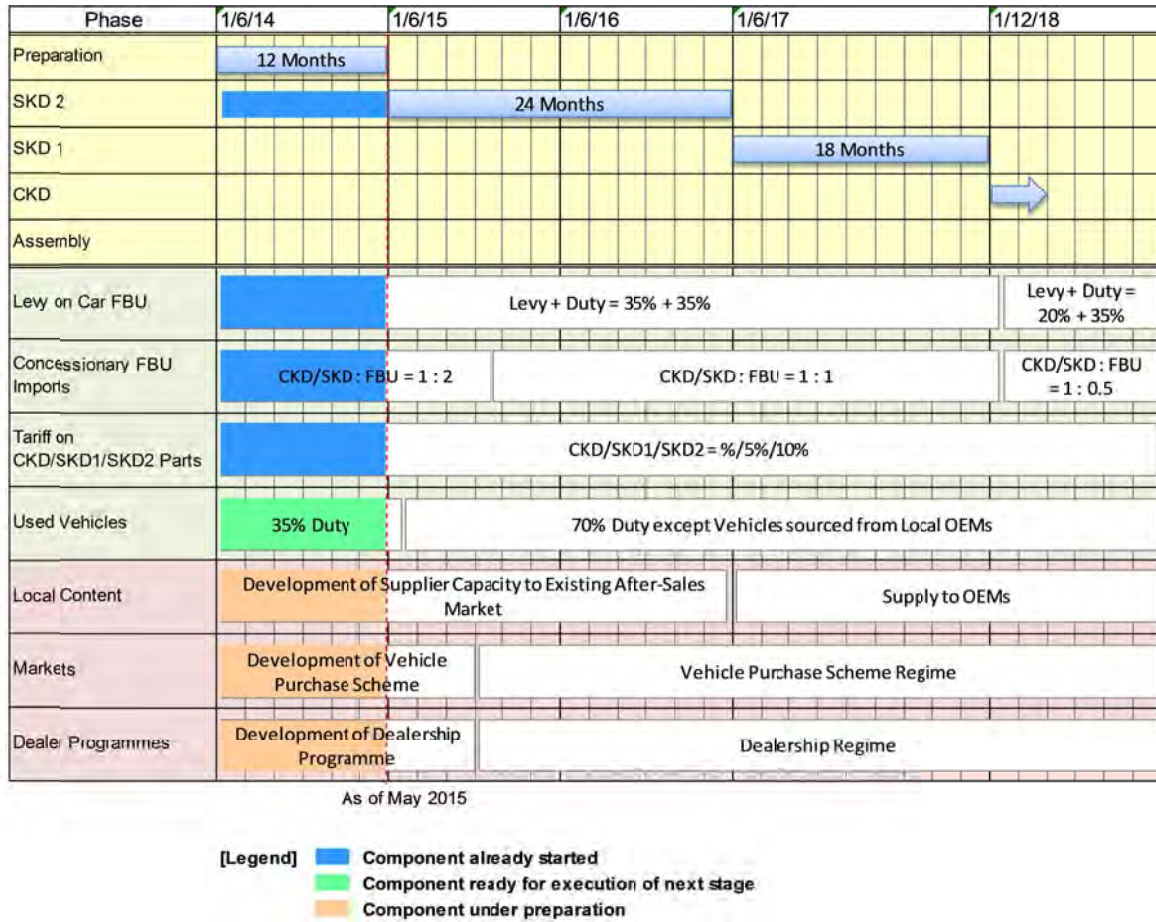 Phase 1/6/14 1/6/15 1/6/16 1/6/17 1/12/18
Preparation 12 Months
SKD 2 24 Months
SKD 1 18 Months
CKD
Assembly
Levy on Car FBU
Levy + Duty = 35% + 35%
Levy + Duty =
20% + 35%
Concessionary FBU
Imports
CKD/SKD : FBU = 1 : 2
CKD/SKD : FBU = 1 : 1
CKD/SKD : FBU
= 1 : 0.5
Tariff on
CKD/SKD1/SKD2 Parts
CKD/SKD1/SKD2 = %/5%/10%
Used Vehicles 35% Duty 70% Duty except Vehicles sourced from Local OEMs
Local Content
Development of Supplier Capacity to Existing After-Sales
Market
Supply to OEMs
Markets
Development of Vehicle
Purchase Scheme
Vehicle Purchase Scheme Regime
Dealer Programmes
Development of Dealership
Programme
Dealership Regime
As of May 2015
[Legend] Component already started
Component ready for execution of next stage
Component under preparation